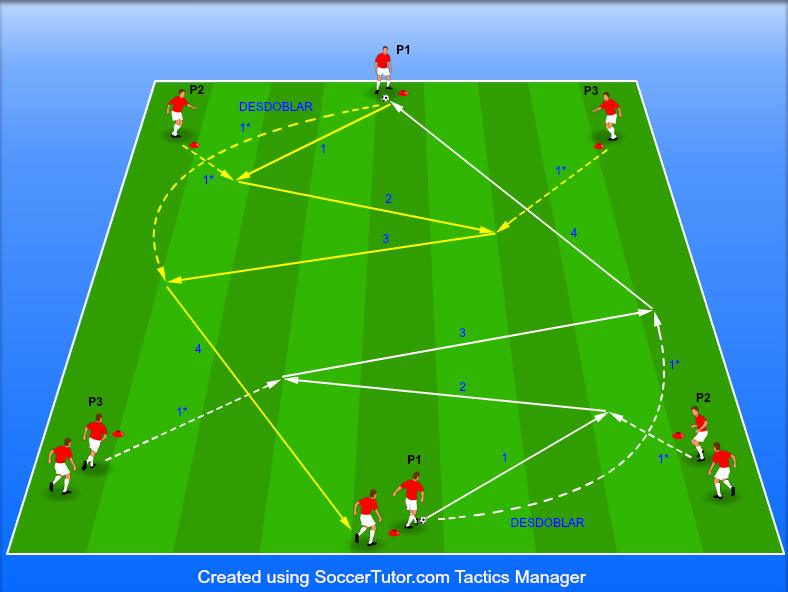 P1
P2
P3
DESDOBLAR
1*
1
1*
1*
2
3
4
3
4
1*
2
1*
P3
P2
1
P1
1*
DESDOBLAR
Created using SoccerTutor.com Tactics Manager